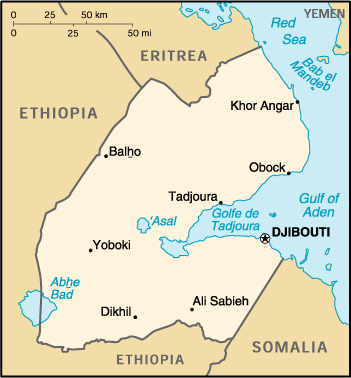 0 25 50 km
0 25 50 mi
YEMEN
Red
Sea
ERITREA
Bab el
Mandeb
ETHIOPIA
Khor Angar
Balho
Obock
Tadjoura
Gulf of
Aden
Golfe de
Tadjoura
'Asal
DJIBOUTI
Yoboki
Abhe
Bad
Ali Sabieh
Dikhil
SOMALIA
ETHIOPIA